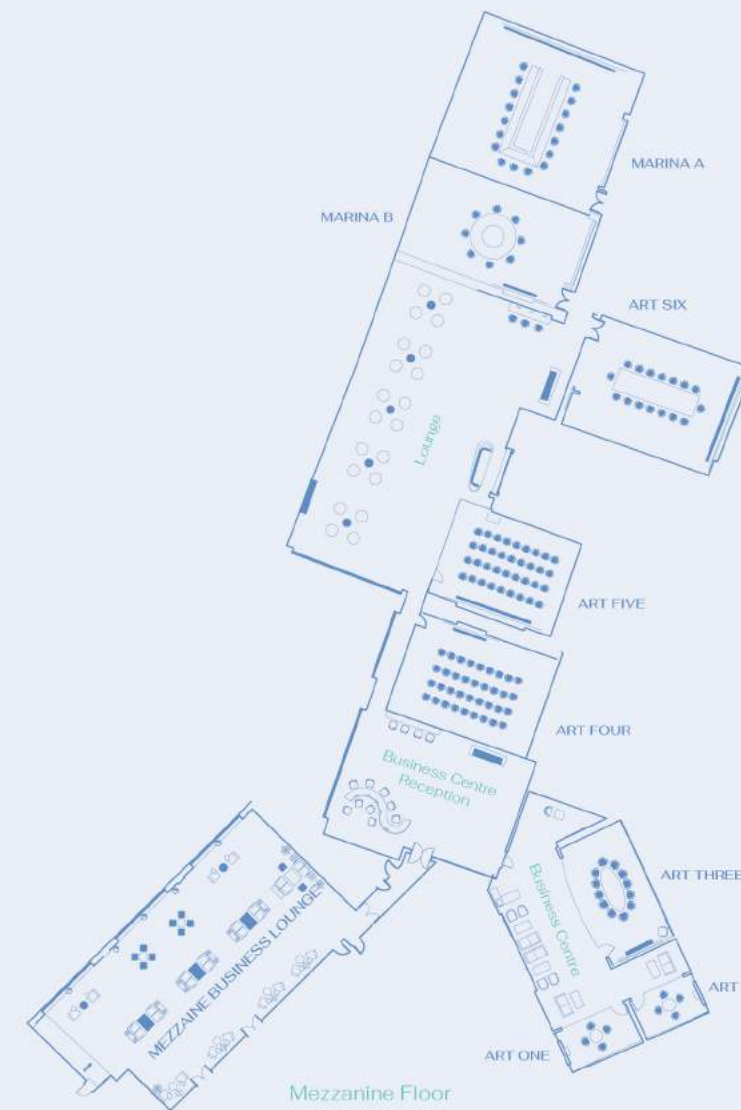 MARINA A
MARINA B
ART SIX
Lounge
ART FIVE
ART FOUR
Business Centre
Reception
ART THREE
Business Centre
MEZZAINE BUSINESS LOUNGE
ART
ART ONE
Mezzanine Floor